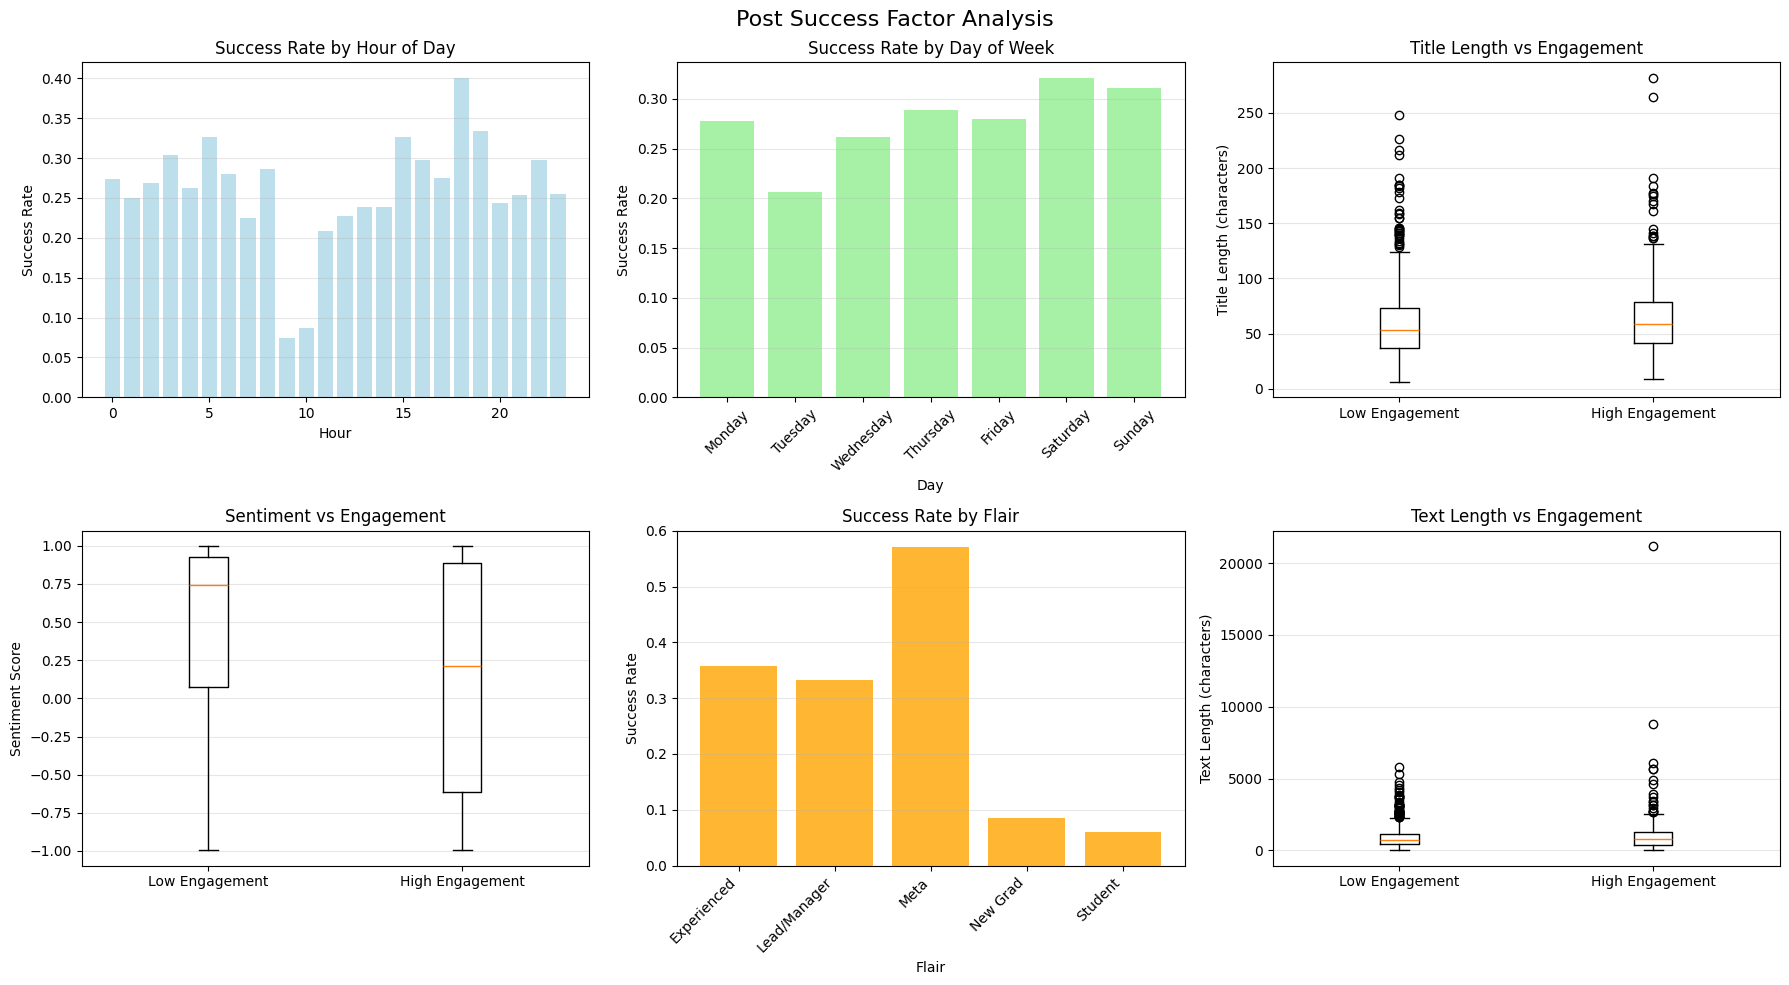 Post Success Factor Analysis
Success Rate by Hour of Day
Success Rate
0.40
0.35
0.30
0.25
0.20
0.15
0.10
0.05
0.00
0
5
10
15
20
Hour
Success Rate by Day of Week
Success Rate
0.30
0.25
0.20
0.15
0.10
0.05
0.00
Monday
Tuesday
Wednesday
Thursday
Friday
Saturday
Sunday
Day
Title Length vs Engagement
Title Length (characters)
250
200
150
100
50
0
Low Engagement
High Engagement
Sentiment vs Engagement
Sentiment Score
1.00
0.75
0.50
0.25
0.00
−0.25
−0.50
−0.75
−1.00
Low Engagement
High Engagement
Success Rate by Flair
Success Rate
0.6
0.5
0.4
0.3
0.2
0.1
0.0
Experienced
Lead/Manager
Meta
New Grad
Student
Flair
Text Length vs Engagement
Text Length (characters)
20000
15000
10000
5000
0
Low Engagement
High Engagement